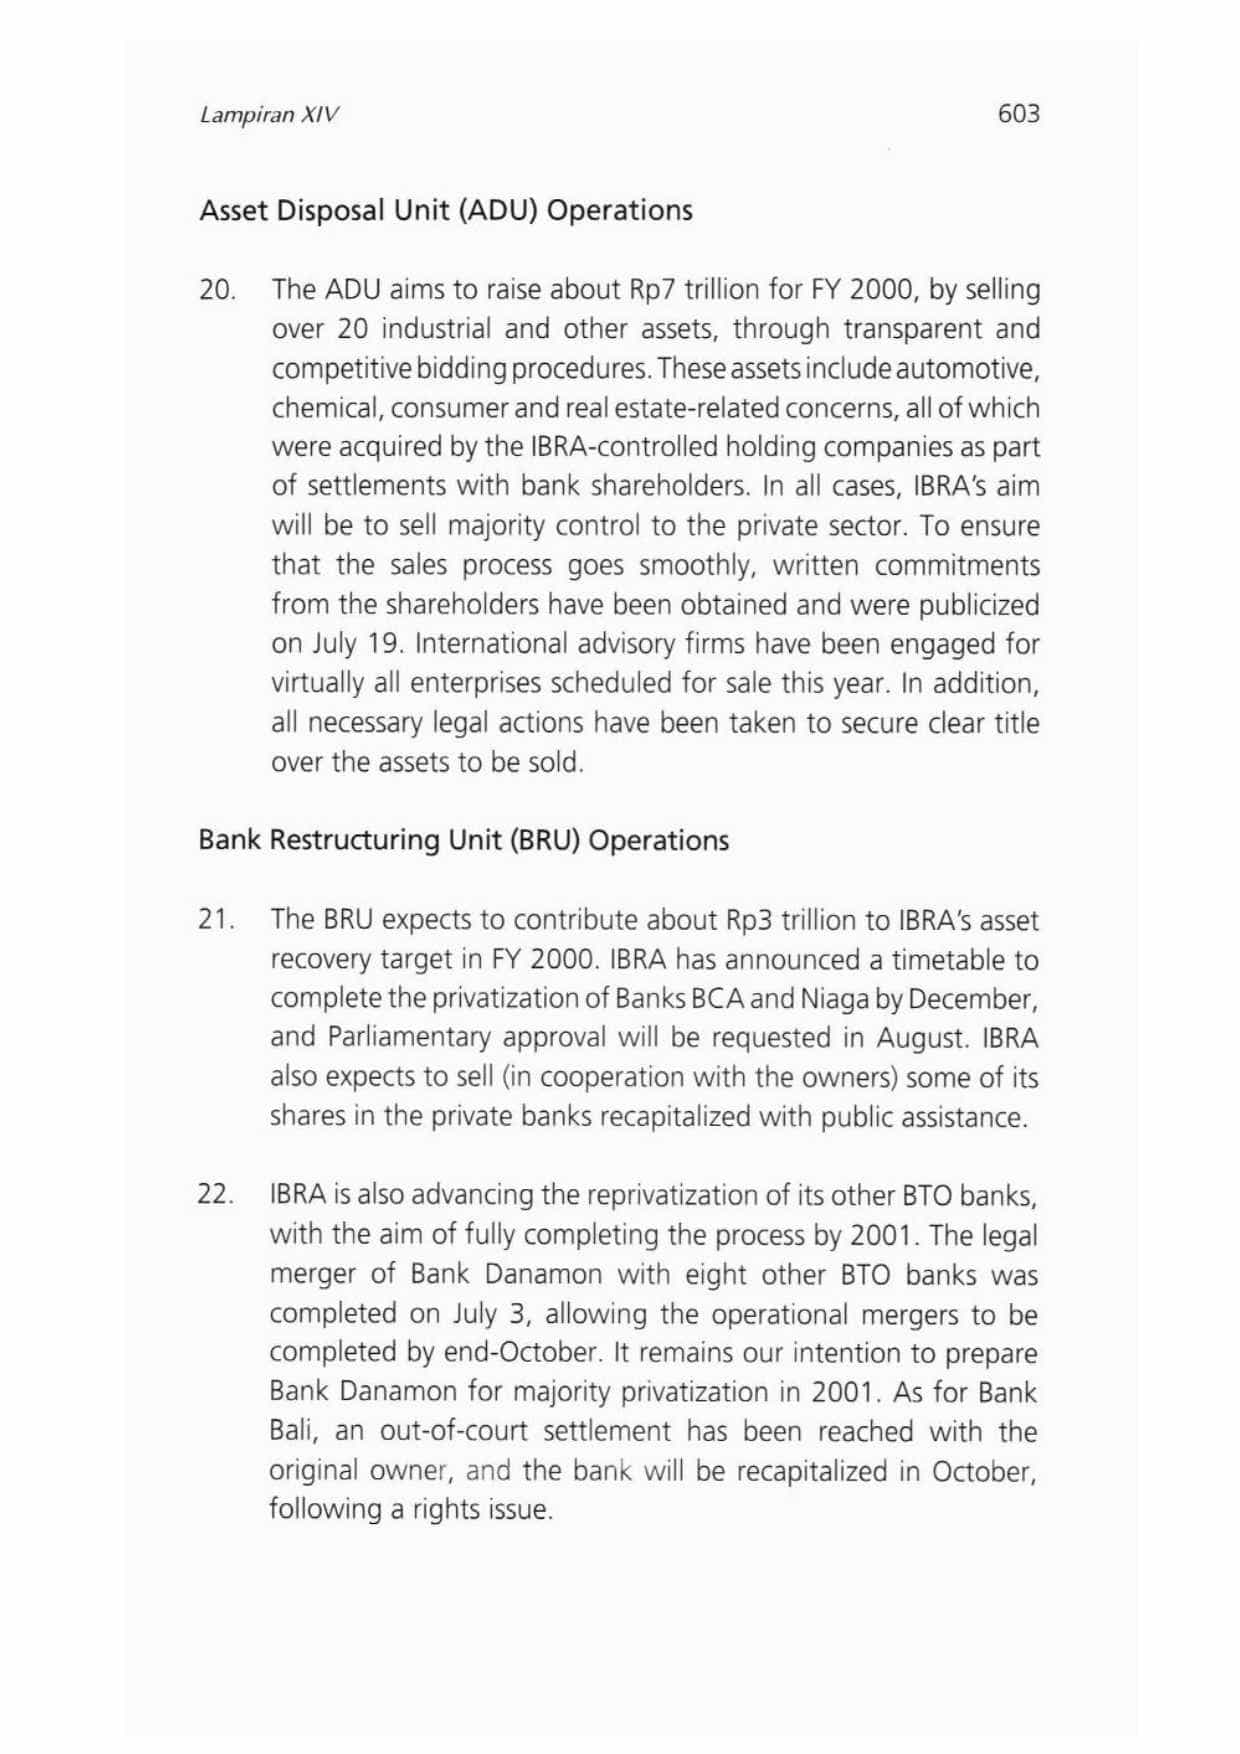 Lampiran XIV 603
Asset Disposal Unit (ADU) Operations
20. The ADU aims to raise about Rp7 trillion for FY 2000, by selling
over 20 industrial and other assets, through transparent and
competitive bidding procedures. These assets include automotive,
chemical, consumer and real estate-related concerns, all of which
were acquired by the IBRA-controlled holding companies as part
of settlements with bank shareholders. In all cases, IBRA's aim
will be to sell majority control to the private sector. To ensure
that the sales process goes smoothly, written commitments
from the shareholders have been obtained and were publicized
on July 19. International advisory firms have been engaged for
virtually all enterprises scheduled for sale this year. In addition,
all necessary legal actions have been taken to secure clear title
over the assets to be sold.
Bank Restructuring Unit (BRU) Operations
21. The BRU expects to contribute about Rp3 trillion to IBRA's asset
recovery target in FY 2000. IBRA has announced a timetable to
complete the privatization of Banks BCA and Niaga by December,
and Parliamentary approval will be requested in August. IBRA
also expects to sell (in cooperation with the owners) some of its
shares in the private banks recapitalized with public assistance.
22. IBRA is also advancing the reprivatization of its other BTO banks,
with the aim of fully completing the process by 2001. The legal
merger of Bank Danamon with eight other BTO banks was
completed on July 3, allowing the operational mergers to be
completed by end-October. It remains our intention to prepare
Bank Danamon for majority privatization in 2001. As for Bank
Bali, an out-of-court settlement has been reached with the
original owner, and the bank will be recapitalized in October,
following a rights issue.